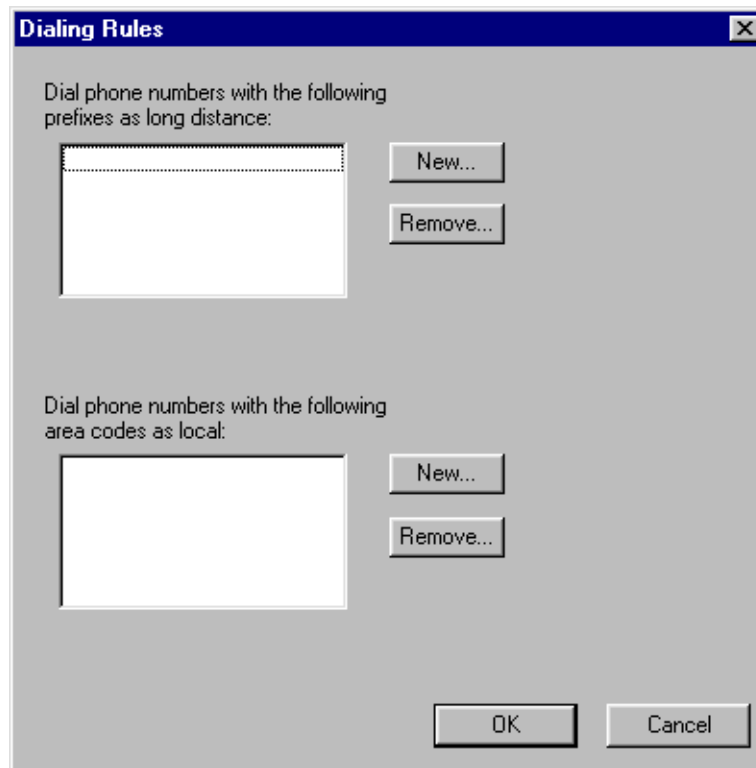 Dialing Rules
Dial phone numbers with the following
prefixes as long distance:
New...
Remove...
Dial phone numbers with the following
area codes as local:
New...
Remove...
OK
Cancel